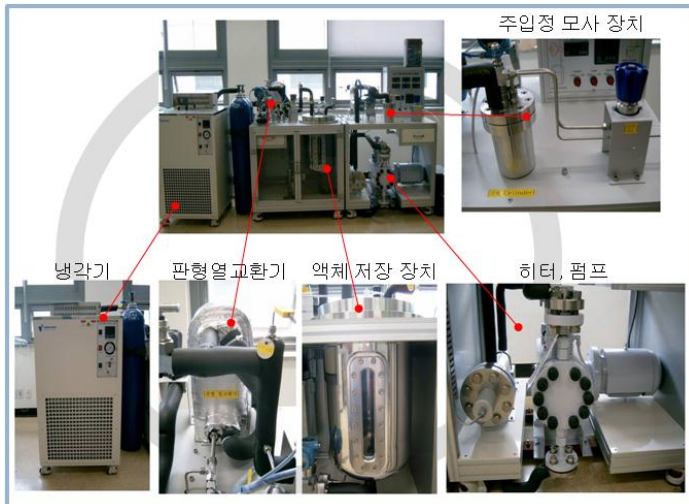 주입정 모사 장치
냉각기
판형열교환기
액체 저장 장치
히터, 펌프